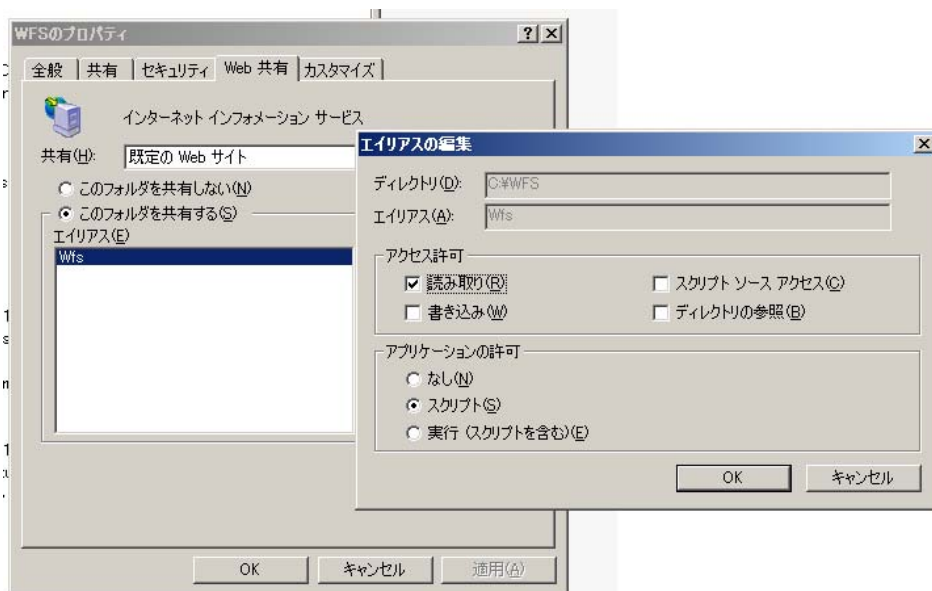 WFSのプロパティ
全般
共有
セキュリティ
Web 共有
カスタマイズ
インターネット インフォメーション サービス
共有(H):
既定の Web サイト
このフォルダを共有しない(N)
このフォルダを共有する(S)
エイリアス(E)
Wfs
OK
キャンセル
適用(A)
エイリアスの編集
ディレクトリ(D):
C:¥WFS
エイリアス(A):
Wfs
アクセス許可
読み取り(R)
スクリプト ソース アクセス(C)
書き込み(W)
ディレクトリの参照(B)
アプリケーションの許可
なし(N)
スクリプト(S)
実行 (スクリプトを含む)(E)
OK
キャンセル